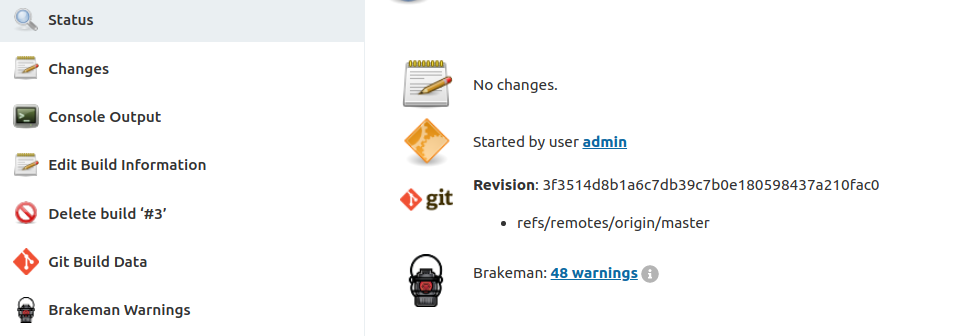 Status
Changes
Console Output
Edit Build Information
Delete build ‘#3’
Git Build Data
Brakeman Warnings
No changes.
Started by user admin
git
Revision: 3f3514d8b1a6c7db39c7b0e180598437a210fac0
refs/remotes/origin/master
Brakeman: 48 warnings